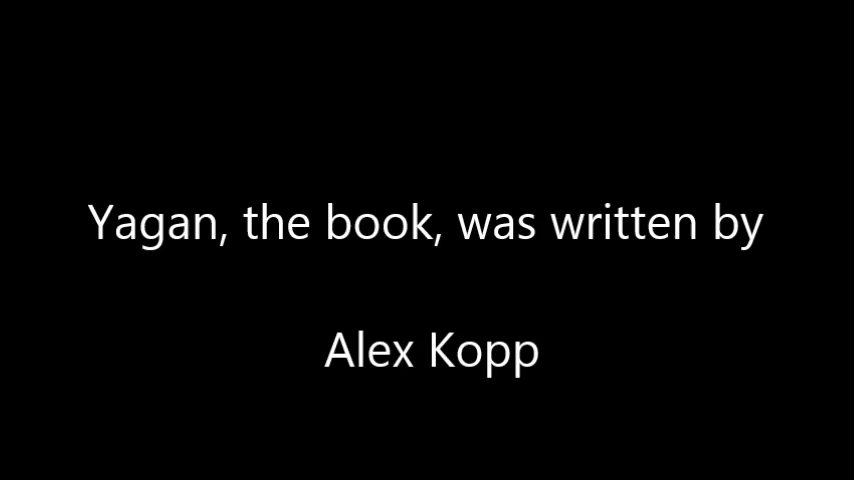 Yagan, the book, was written by
Alex Kopp